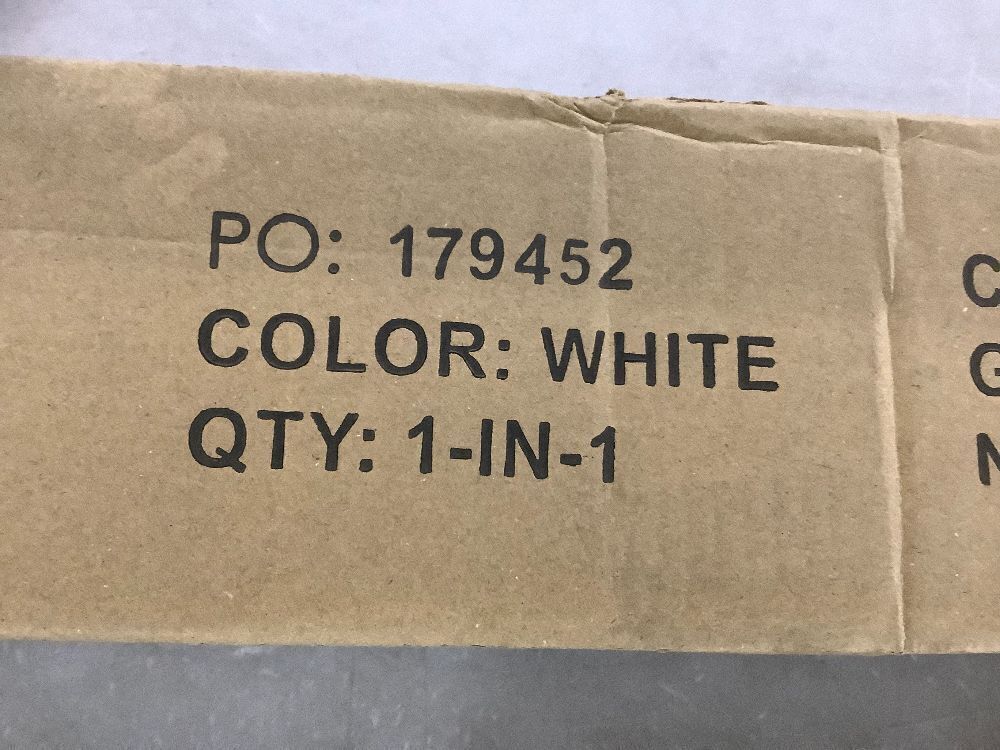 PO: 179452
COLOR: WHITE
QTY: 1-IN-1